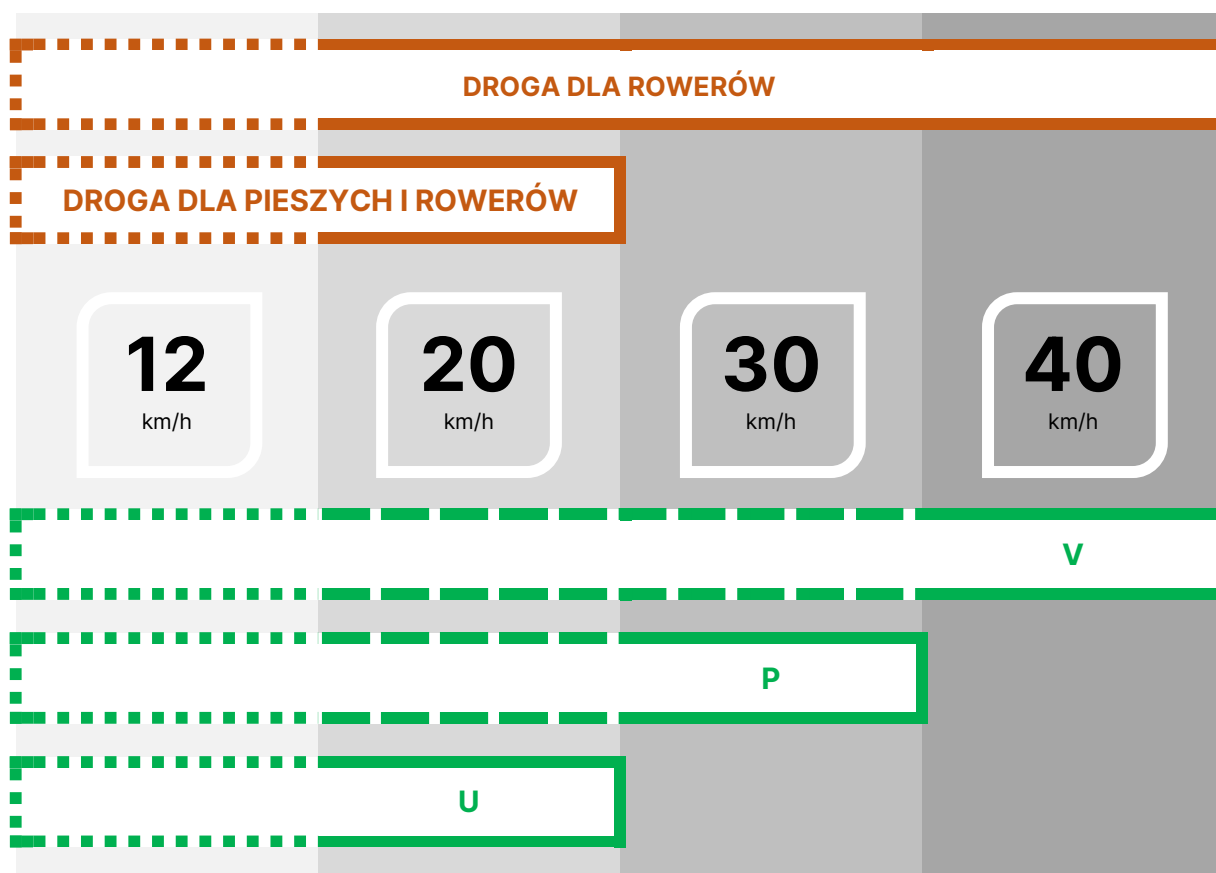 DROGA DLA ROWERÓW
DROGA DLA PIESZYCH I ROWERÓW
12 20 30 40
km/h km/h km/h km/h
V
P
U